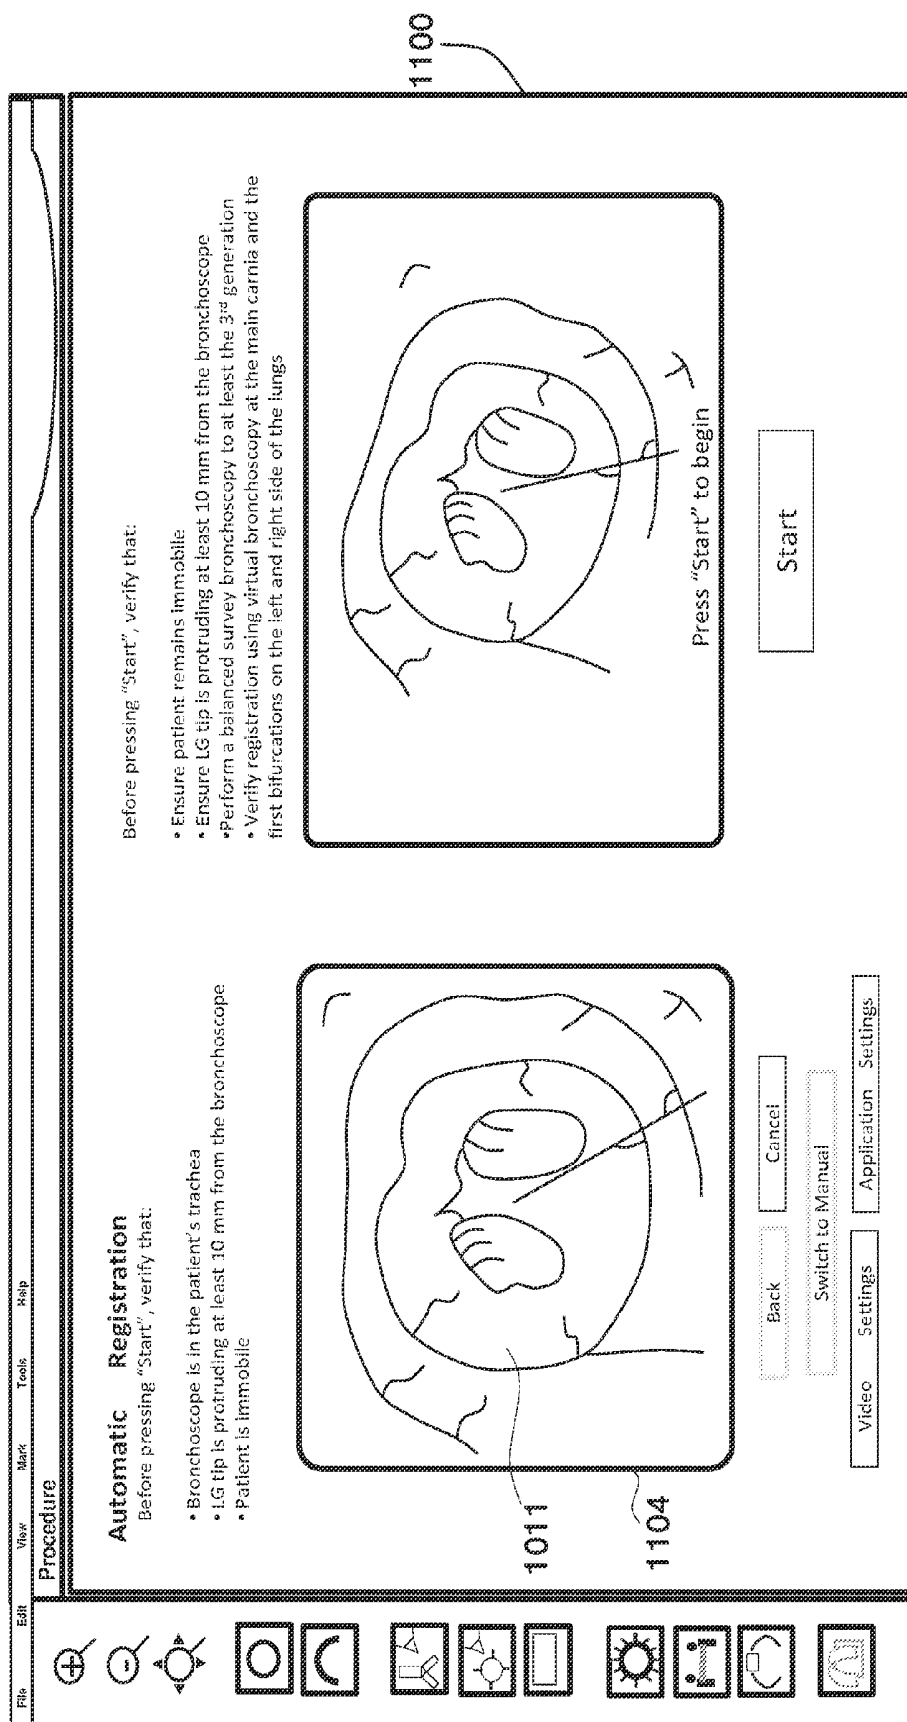 File Edit View Mark Tools Help
Procedure
Automatic Registration
Before pressing "Start", verify that:
• Bronchoscope is in the patient's trachea
• LG tip is protruding at least 10 mm from the bronchoscope
• Patient is immobile
1011
1104
Back Cancel
Switch to Manual
Video Settings Application Settings
Before pressing "Start", verify that:
• Ensure patient remains immobile
• Ensure LG tip is protruding at least 10 mm from the bronchoscope
•Perform a balanced survey bronchoscopy to at least the 3rd generation
• Verify registration using virtual bronchoscopy at the main carnia and the
first bifurcations on the left and right side of the lungs
Press "Start" to begin
Start
1100